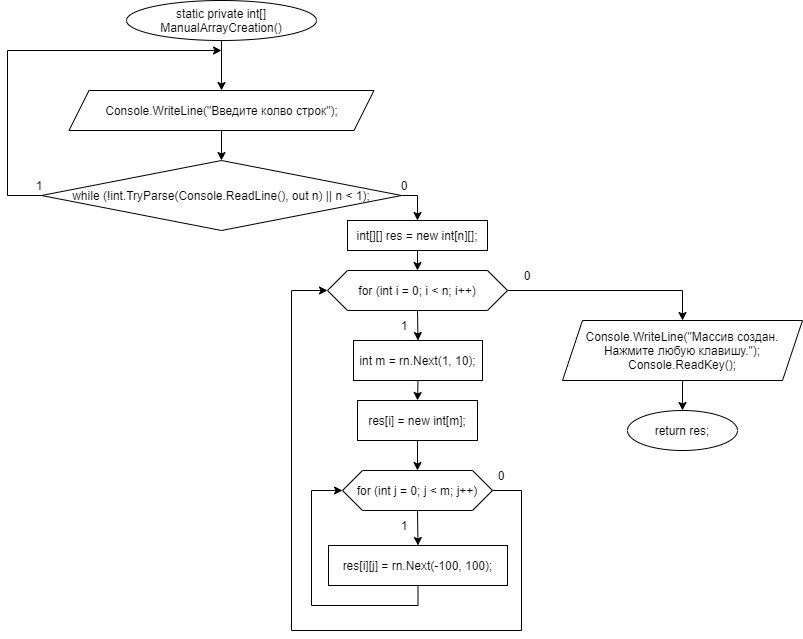 static private int[]
ManualArrayCreation()
Console.WriteLine("Введите колво строк");
1
while (!int.TryParse(Console.ReadLine(), out n) || n < 1);
0
int[][] res = new int[n][];
for (int i = 0; i < n; i++)
0
1
Console.WriteLine("Массив создан.
Нажмите любую клавишу.");
Console.ReadKey();
int m = rn.Next(1, 10);
res[i] = new int[m];
return res;
for (int j = 0; j < m; j++)
0
1
res[i][j] = rn.Next(-100, 100);